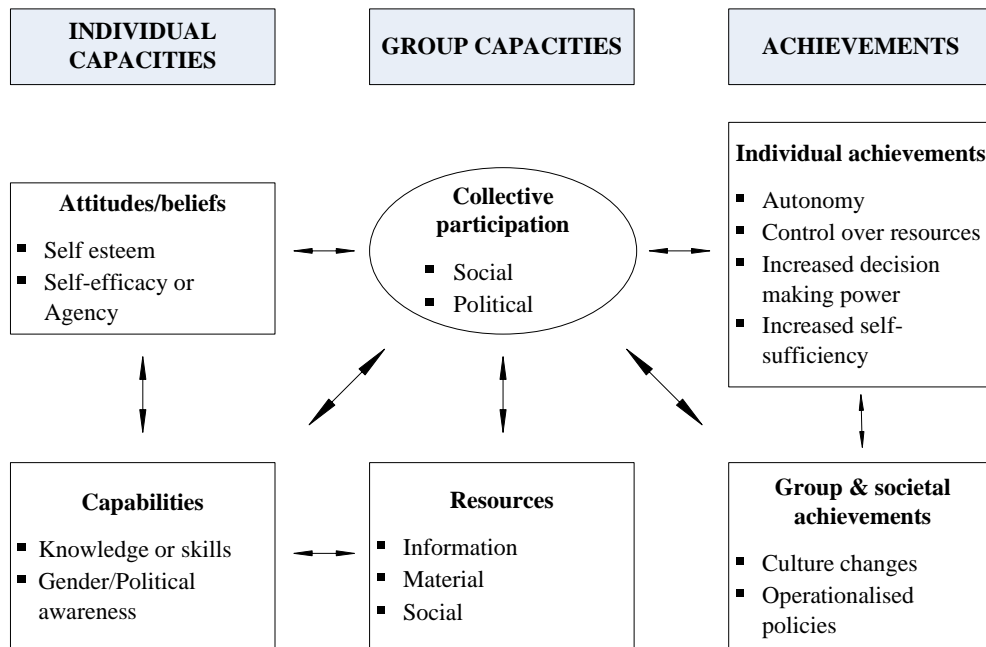 INDIVIDUAL
CAPACITIES
GROUP CAPACITIES
ACHIEVEMENTS
Attitudes/beliefs
Self esteem
Self-efficacy or
Agency
Collective
participation
Social
Political
Individual achievements
Autonomy
Control over resources
Increased decision
making power
Increased self-
sufficiency
Capabilities
Knowledge or skills
Gender/Political
awareness
Resources
Information
Material
Social
Group & societal
achievements
Culture changes
Operationalised
policies